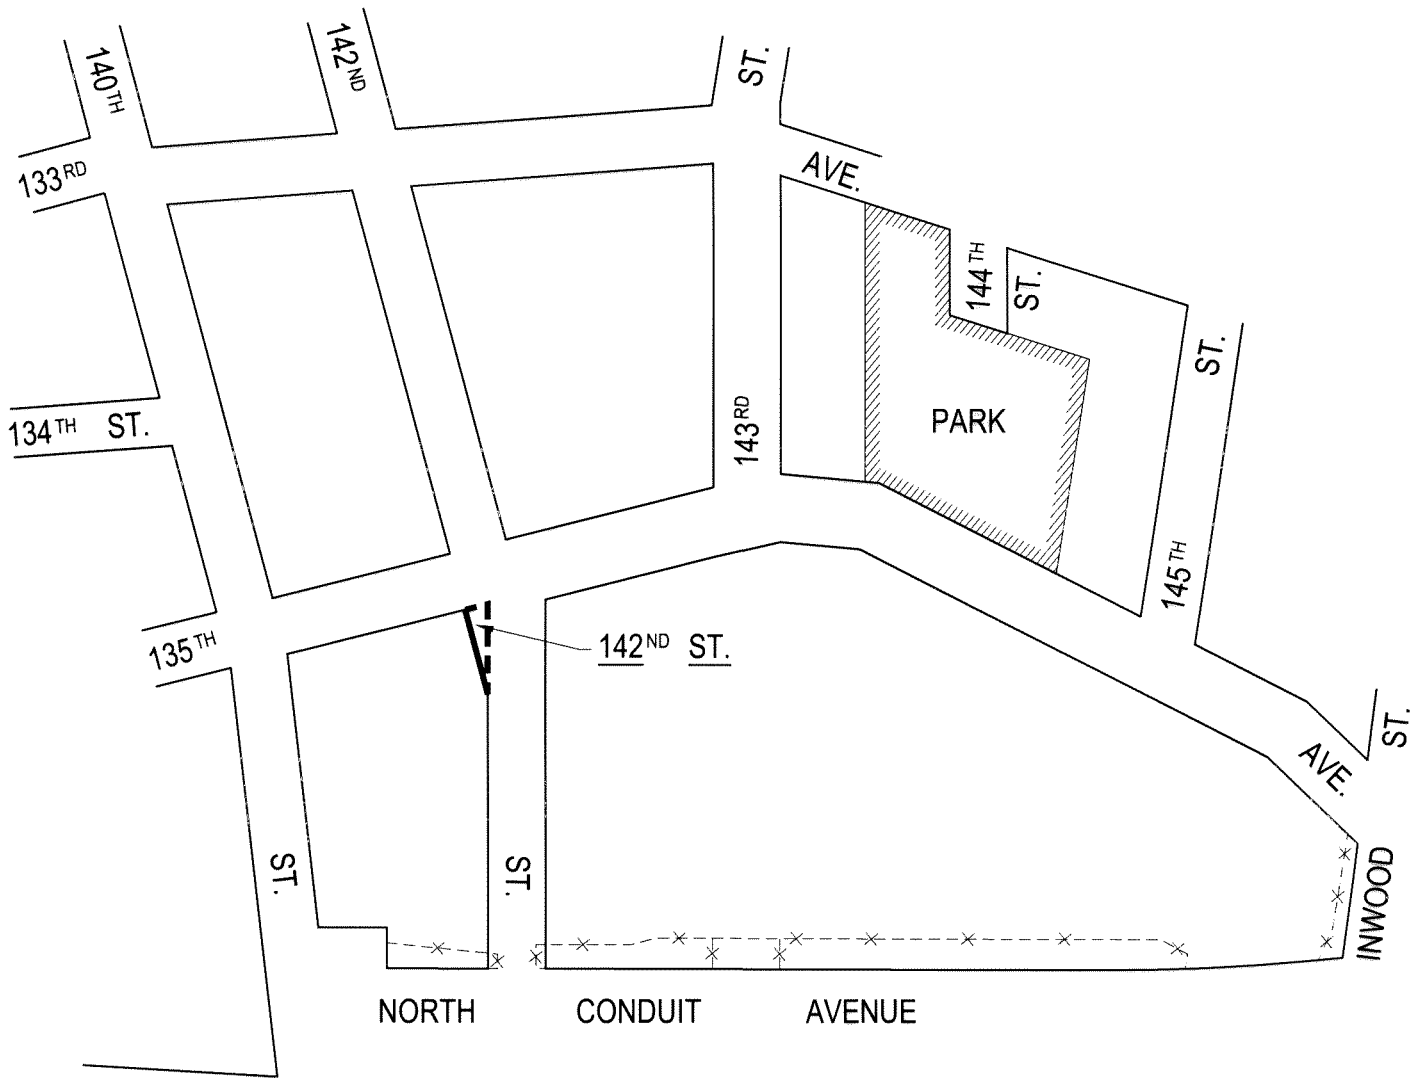 140TH
142ND
ST.
133RD
AVE.
144TH
ST.
ST.
134TH ST.
143RD
PARK
145TH
135TH
142ND ST.
ST.
AVE.
ST.
ST.
INWOOD
NORTH CONDUIT AVENUE